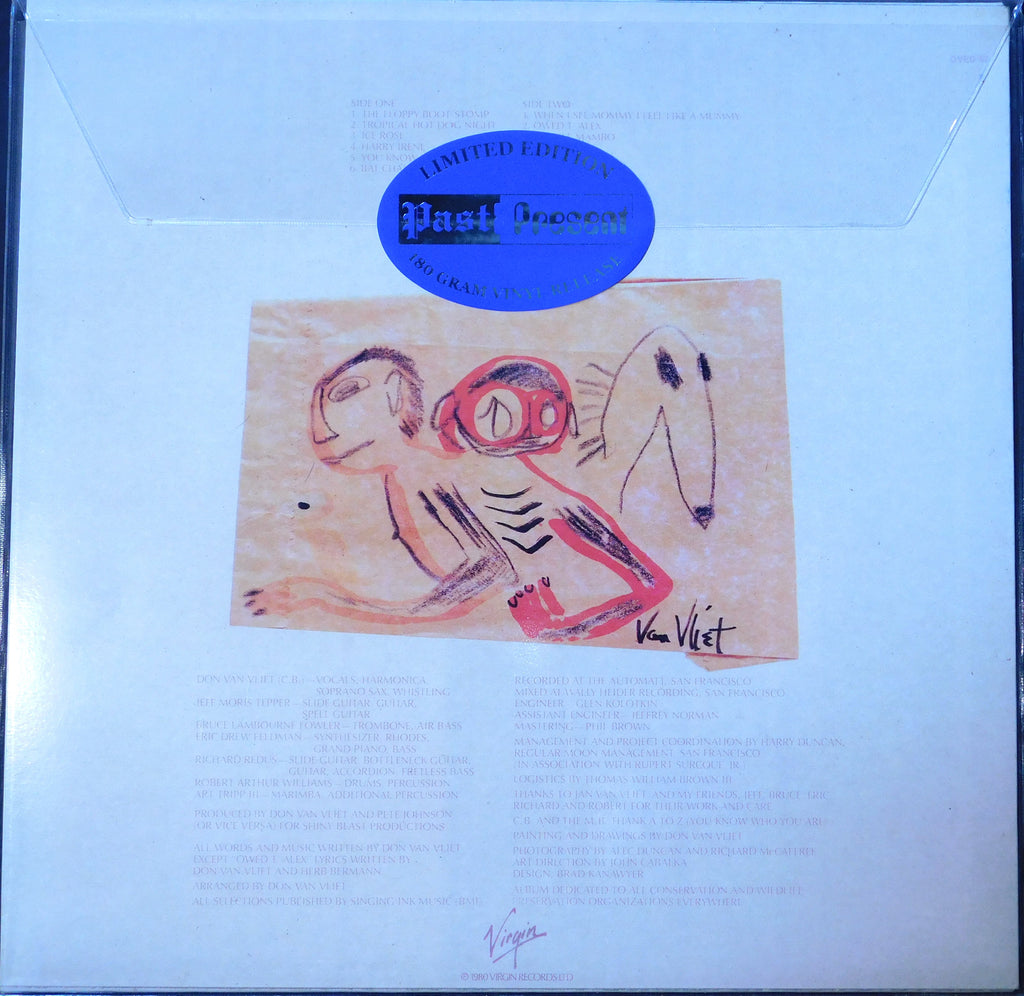 SIDE ONE
1. THE FLOPPY BOOT STOMP
2. TROPICAL HOT DOG NIGHT
3. ICE ROSE
4. HARRY IRENE
5. YOU KNOW
6. BAT CHA
SIDE TWO
1. WHEN I SEE MOMMY I FEEL LIKE A MUMMY
2. OWED T' ALEX
MAMBO
LIMITED EDITION
Past Present
180 GRAM VINYL RELEASE
Van Vliet
DON VAN VLIET (C.B.) – VOCALS, HARMONICA,
SOPRANO SAX, WHISTLING
JEFF MORIS TEPPER – SLIDE GUITAR, GUITAR,
SPELL GUITAR
BRUCE LAMBOURNE FOWLER – TROMBONE, AIR BASS
ERIC DREW FELDMAN – SYNTHESIZER, RHODES,
GRAND PIANO, BASS
RICHARD REDUS – SLIDE GUITAR, BOTTLENECK GUITAR,
GUITAR, ACCORDION, FRETLESS BASS
ROBERT ARTHUR WILLIAMS – DRUMS, PERCUSSION
ART TRIPP III – MARIMBA, ADDITIONAL PERCUSSION
PRODUCED BY DON VAN VLIET AND PETE JOHNSON
(OR VICE VERSA) FOR SHINY BEAST PRODUCTIONS
ALL WORDS AND MUSIC WRITTEN BY DON VAN VLIET
EXCEPT "OWED T' ALEX" LYRICS WRITTEN BY
DON VAN VLIET AND HERB BERMANN
ARRANGED BY DON VAN VLIET
ALL SELECTIONS PUBLISHED BY SINGING INK MUSIC (BMI)
RECORDED AT THE AUTOMATT, SAN FRANCISCO
MIXED AT WALLY HEIDER RECORDING, SAN FRANCISCO
ENGINEER – GLEN KOLOTKIN
ASSISTANT ENGINEER – JEFFREY NORMAN
MASTERING – PHIL BROWN
MANAGEMENT AND PROJECT COORDINATION BY HARRY DUNCAN,
REGULAR MOON MANAGEMENT, SAN FRANCISCO
(IN ASSOCIATION WITH RUPERT SURCOUF, JR.)
LOGISTICS BY THOMAS WILLIAM BROWN III
THANKS TO JAN VAN VLIET AND MY FRIENDS, JEFF, BRUCE, ERIC
RICHARD AND ROBERT FOR THEIR WORK AND CARE
C.B. AND THE M.B. THANK A TO Z (YOU KNOW WHO YOU ARE)
PAINTING AND DRAWINGS BY DON VAN VLIET
PHOTOGRAPHY BY ALEC DUNCAN AND RICHARD McCAFFREE
ART DIRECTION BY JOHN CABALKA
DESIGN, BRAD KANAWYER
ALBUM DEDICATED TO ALL CONSERVATION AND WILDLIFE
PRESERVATION ORGANIZATIONS EVERYWHERE
Virgin
© 1980 VIRGIN RECORDS LTD